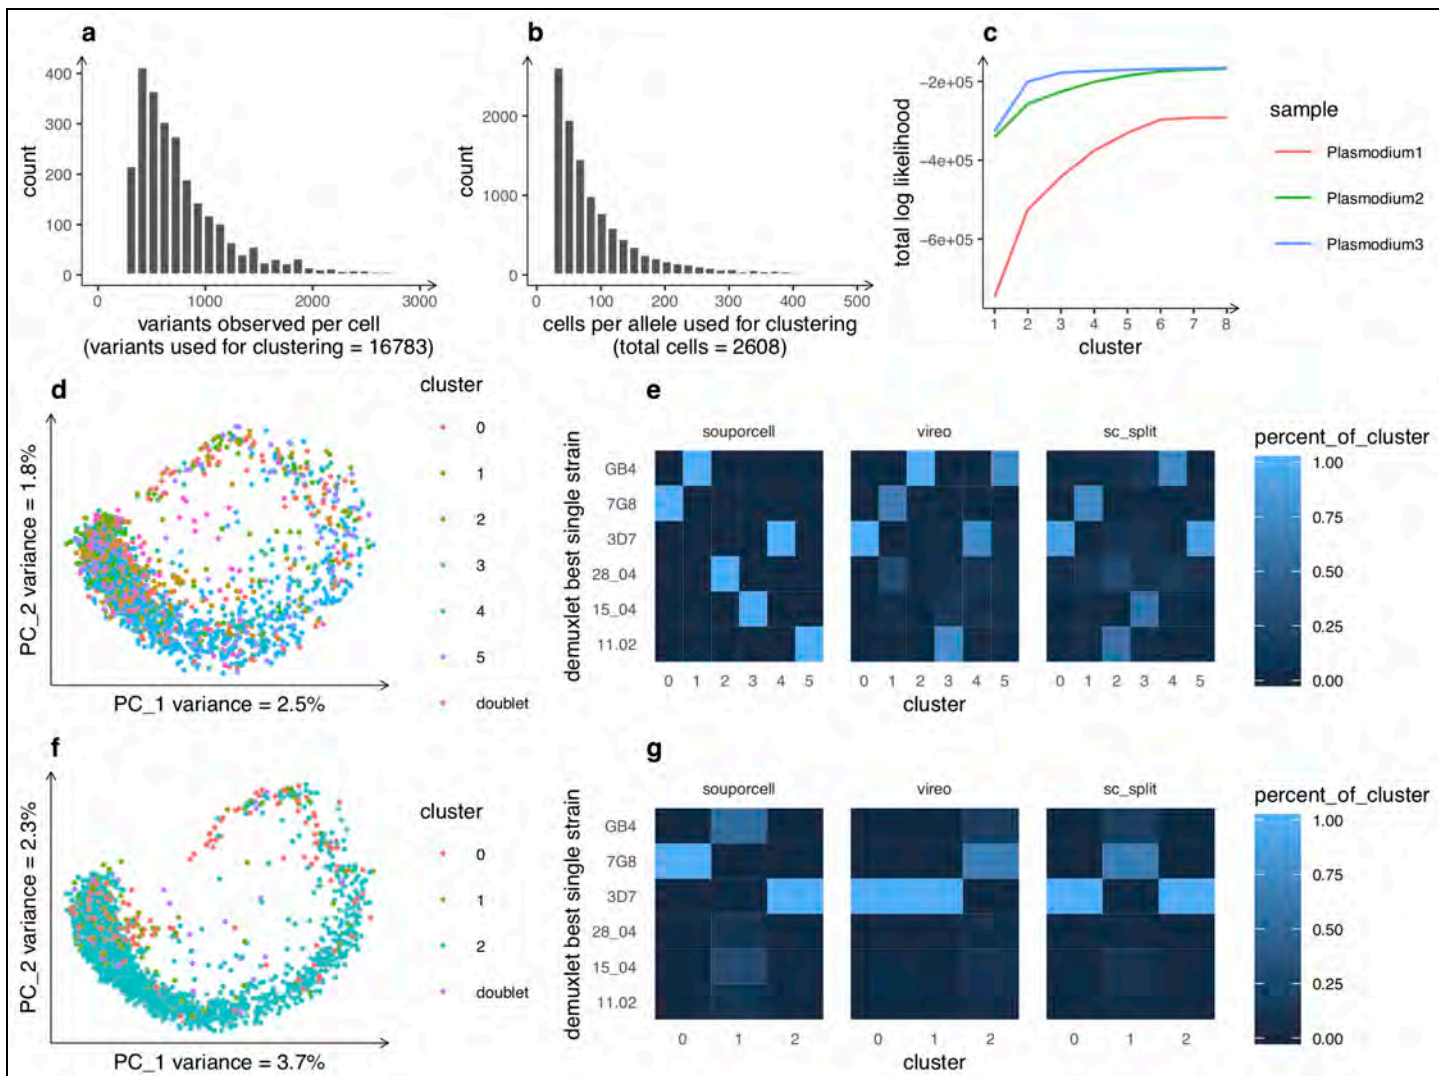 a
count
400
300
200
100
0
0
1000
2000
3000
variants observed per cell
(variants used for clustering = 16783)
b
count
2000
1000
0
0
100
200
300
400
500
cells per allele used for clustering
(total cells = 2608)
c
total log likelihood
−2e+05
−4e+05
−6e+05
1 2 3 4 5 6 7 8
cluster
sample
Plasmodium1
Plasmodium2
Plasmodium3
d
PC_2 variance = 1.8%
PC_1 variance = 2.5%
cluster
0
1
2
3
4
5
doublet
e
demuxlet best single strain
souporcell vireo sc_split
GB4
7G8
3D7
28_04
15_04
11.02
0 1 2 3 4 5 0 1 2 3 4 5 0 1 2 3 4 5
cluster
percent_of_cluster
1.00
0.75
0.50
0.25
0.00
f
PC_2 variance = 2.3%
PC_1 variance = 3.7%
cluster
0
1
2
doublet
g
demuxlet best single strain
souporcell vireo sc_split
GB4
7G8
3D7
28_04
15_04
11.02
0 1 2 0 1 2 0 1 2
cluster
percent_of_cluster
1.00
0.75
0.50
0.25
0.00